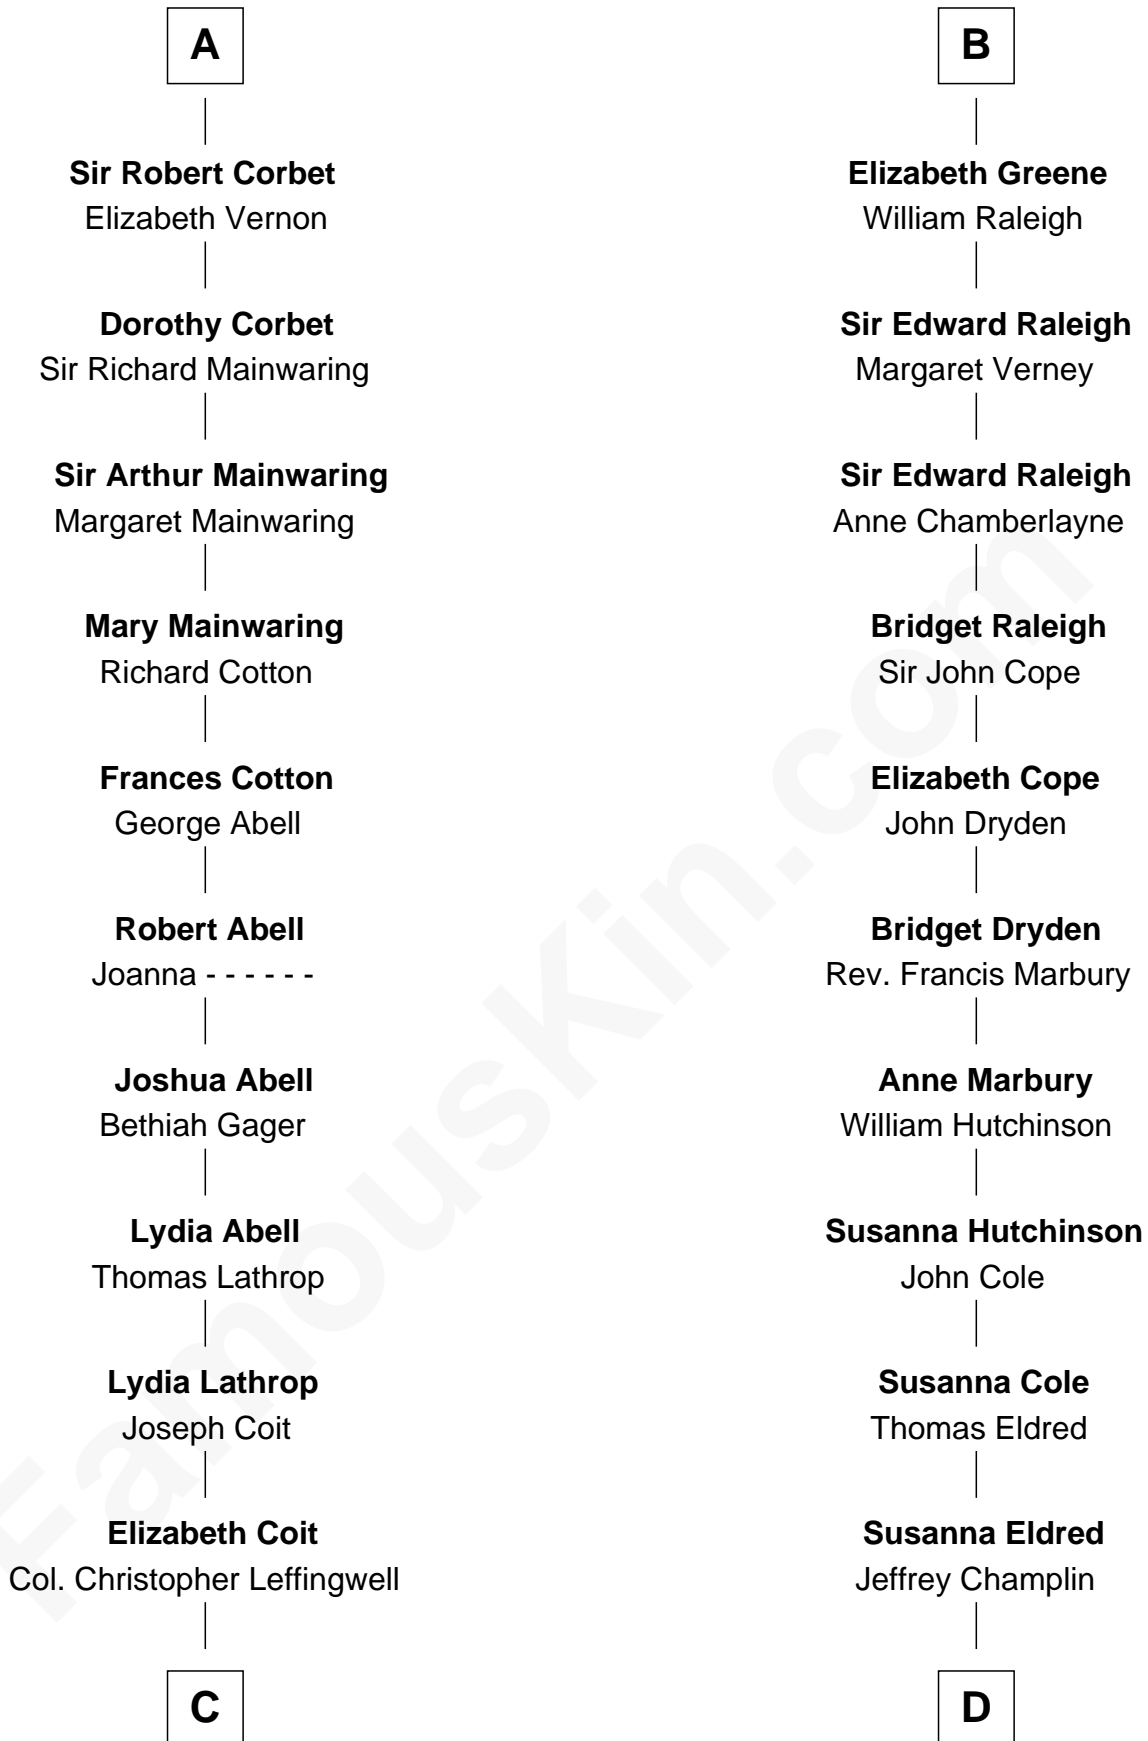 A
Sir Robert Corbet
Elizabeth Vernon
Dorothy Corbet
Sir Richard Mainwaring
Sir Arthur Mainwaring
Margaret Mainwaring
Mary Mainwaring
Richard Cotton
Frances Cotton
George Abell
Robert Abell
Joanna - - - - - -
Joshua Abell
Bethiah Gager
Lydia Abell
Thomas Lathrop
Lydia Lathrop
Joseph Coit
Elizabeth Coit
Col. Christopher Leffingwell
C
B
Elizabeth Greene
William Raleigh
Sir Edward Raleigh
Margaret Verney
Sir Edward Raleigh
Anne Chamberlayne
Bridget Raleigh
Sir John Cope
Elizabeth Cope
John Dryden
Bridget Dryden
Rev. Francis Marbury
Anne Marbury
William Hutchinson
Susanna Hutchinson
John Cole
Susanna Cole
Thomas Eldred
Susanna Eldred
Jeffrey Champlin
D
FamousKin.com